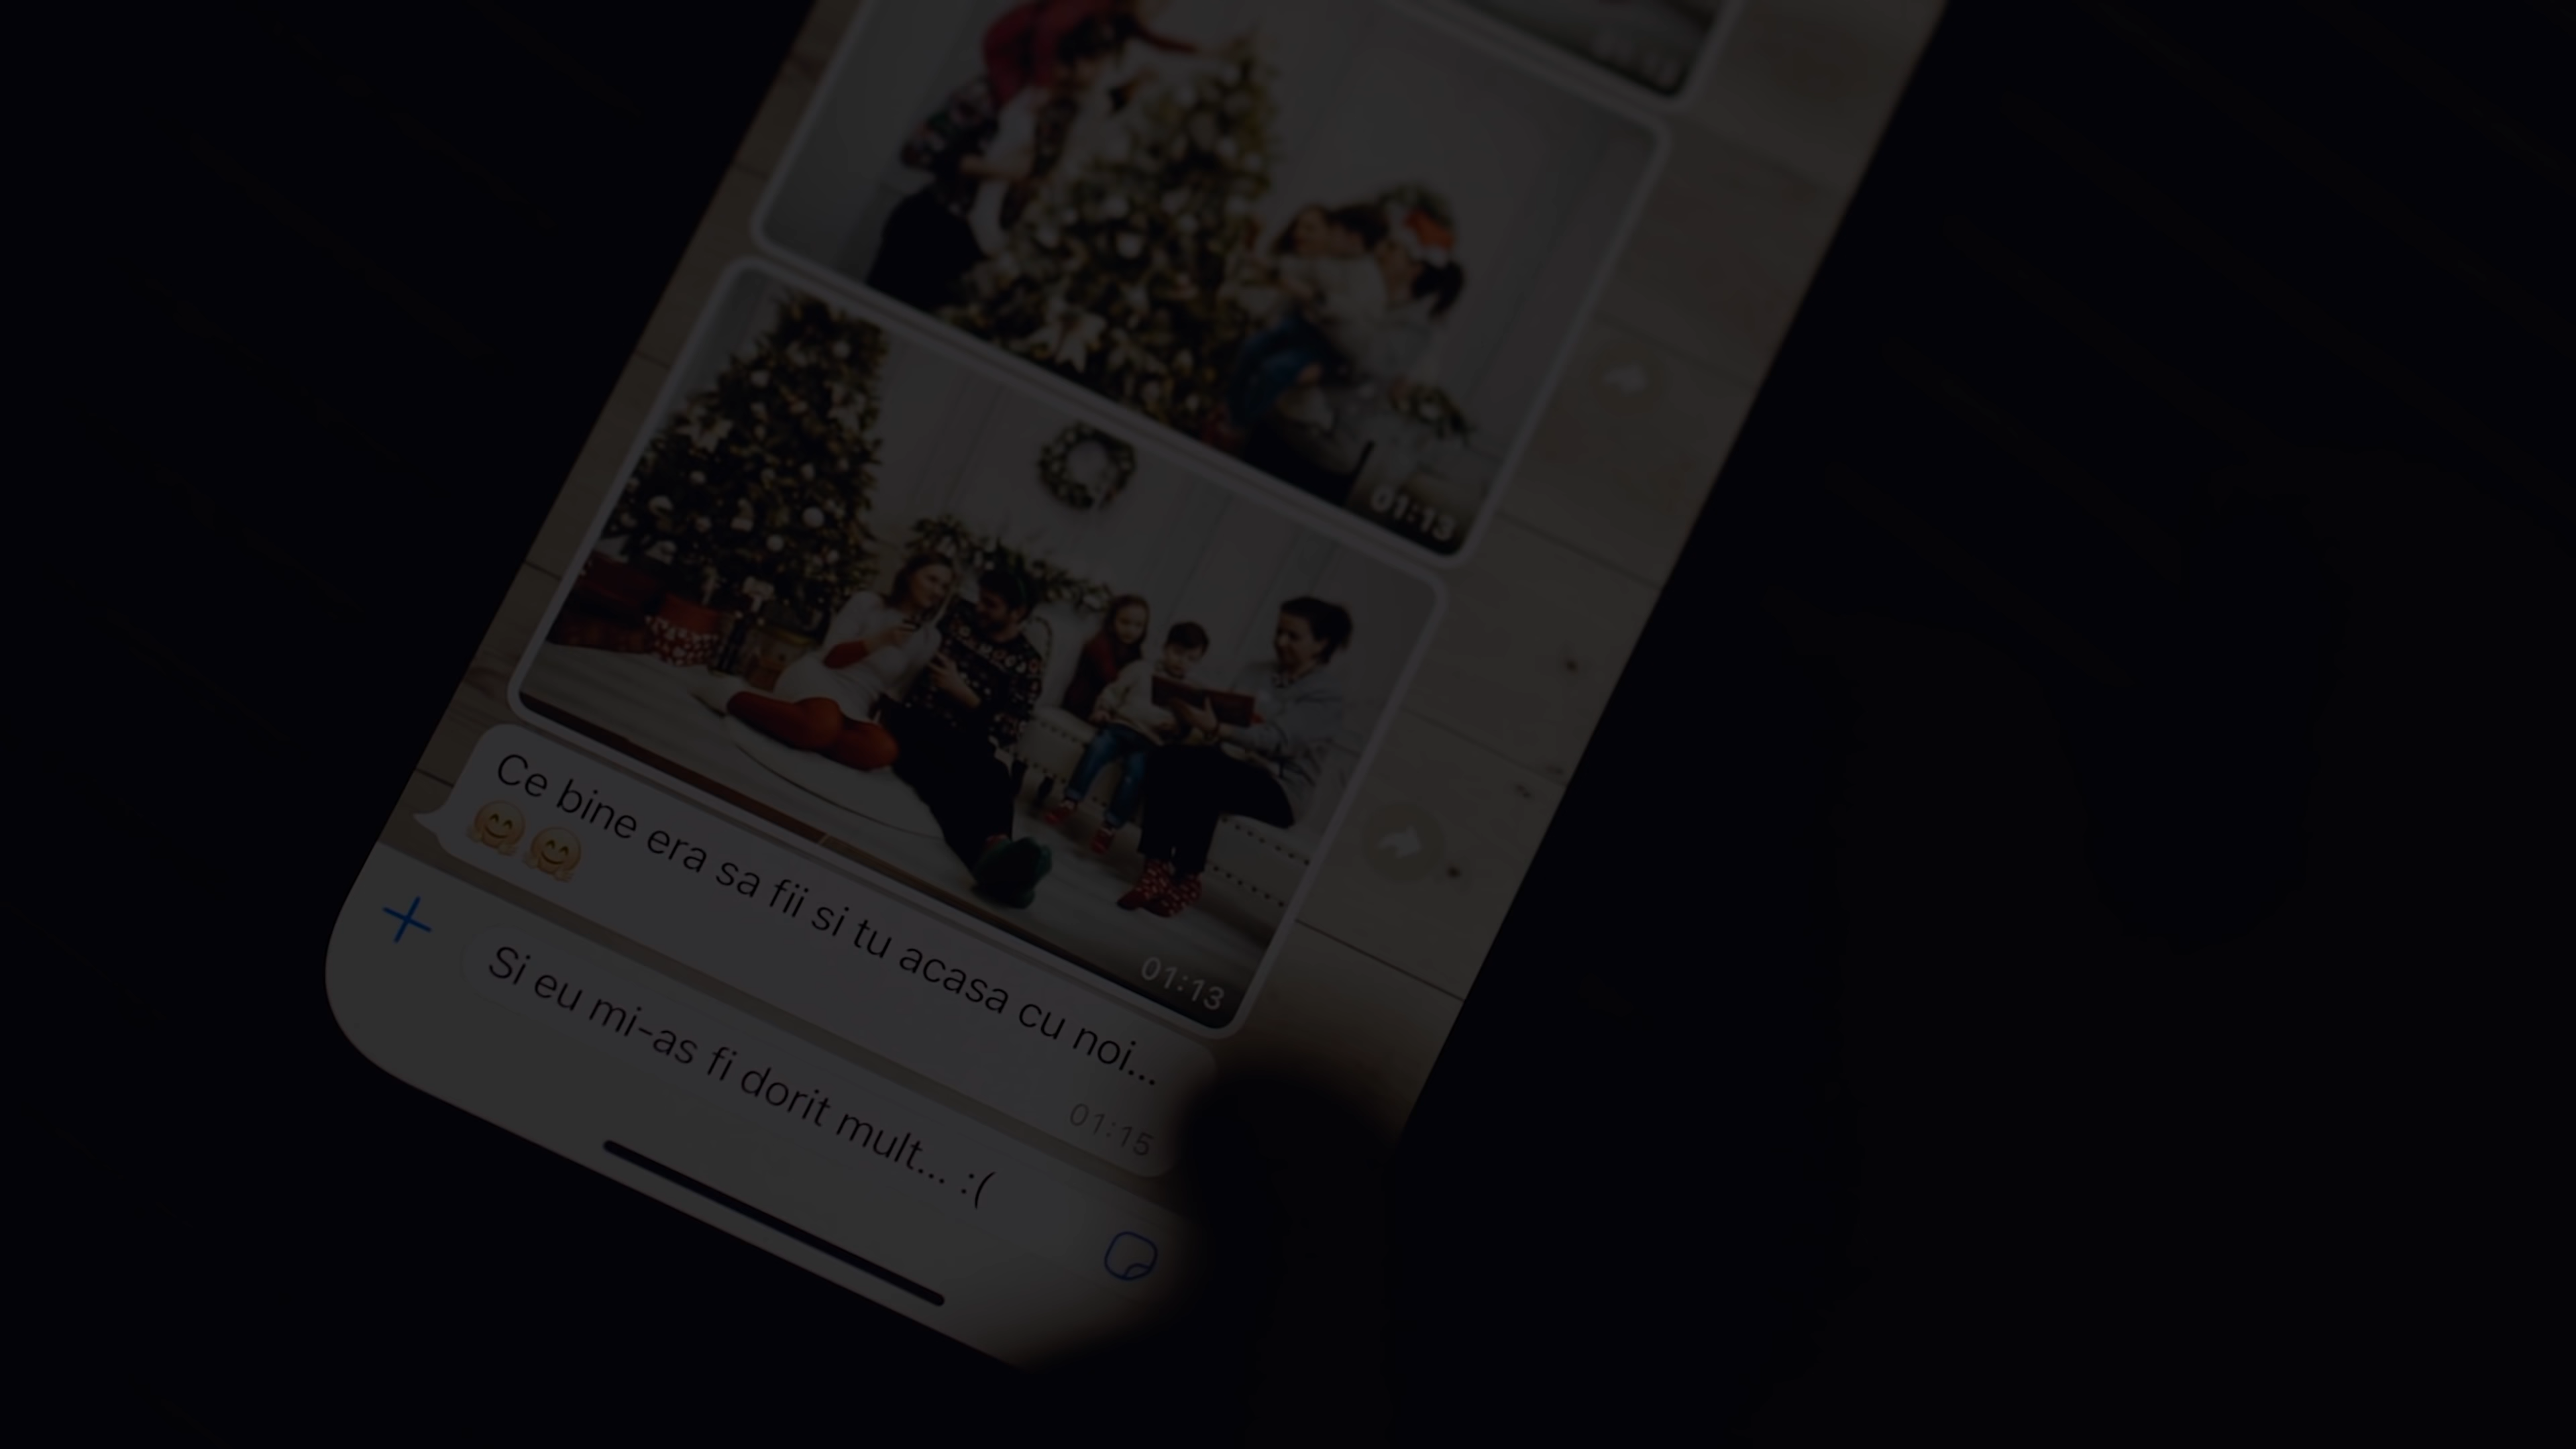 01:13
01:13
Ce bine era sa fii si tu acasa cu noi...
🤗🤗
01:15
Si eu mi-as fi dorit mult... :(